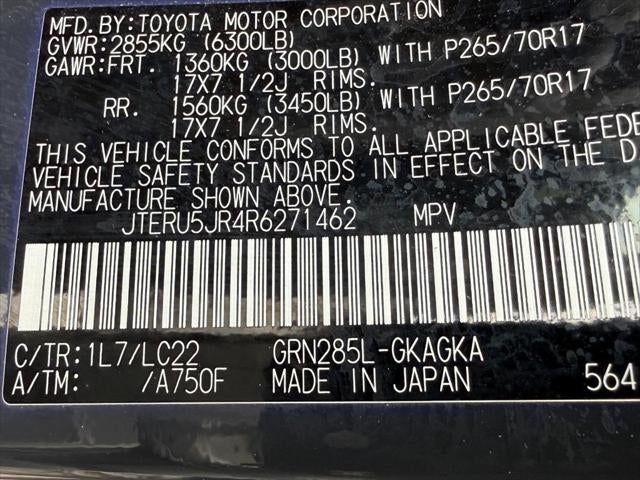 MFD.BY:TOYOTA MOTOR CORPORATION
GVWR:2855KG (6300LB)
GAWR:FRT. 1360KG (3000LB) WITH P265/70R17
17X7 1/2J RIMS.
RR. 1560KG (3450LB) WITH P265/70R17
17X7 1/2J RIMS.
THIS VEHICLE CONFORMS TO ALL APPLICABLE FEDE
VEHICLE SAFETY STANDARDS IN EFFECT ON THE D
MANUFACTURE SHOWN ABOVE.
JTERU5JR4R6271462 MPV
C/TR:1L7/LC22 GRN285L-GKAGKA
A/TM: /A750F MADE IN JAPAN 564